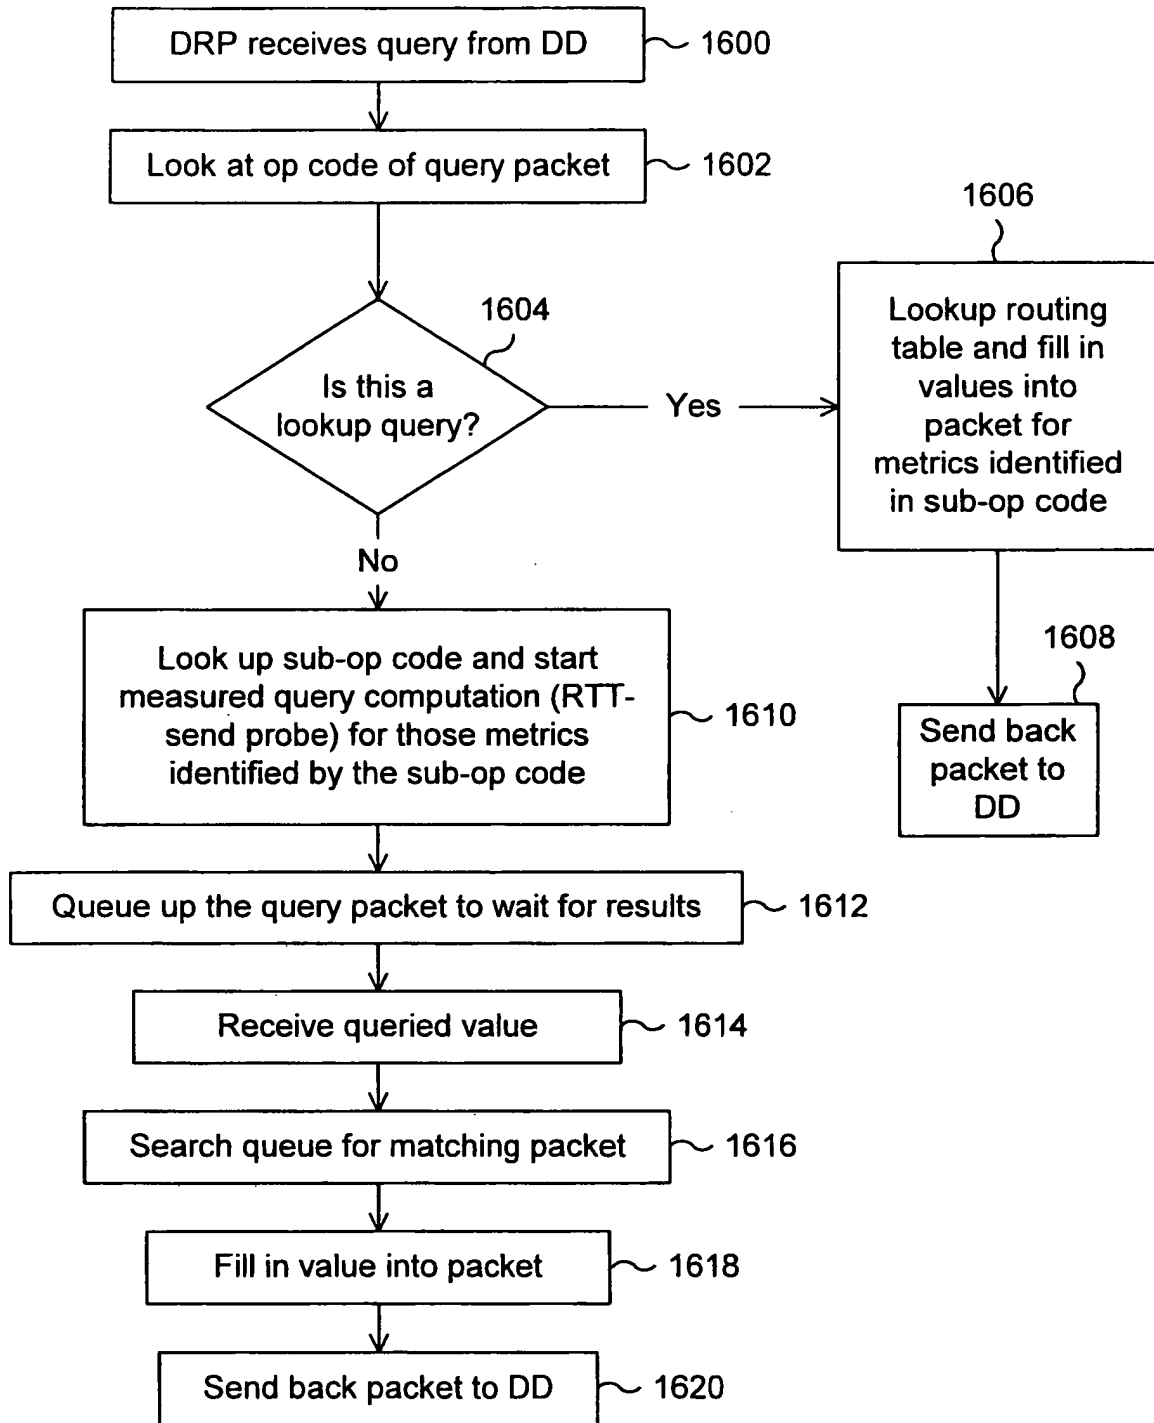 DRP receives query from DD
1600
Look at op code of query packet
1602
1604
Is this a
lookup query?
Yes
1606
Lookup routing
table and fill in
values into
packet for
metrics identified
in sub-op code
1608
Send back
packet to
DD
No
Look up sub-op code and start
measured query computation (RTT-
send probe) for those metrics
identified by the sub-op code
1610
Queue up the query packet to wait for results
1612
Receive queried value
1614
Search queue for matching packet
1616
Fill in value into packet
1618
Send back packet to DD
1620